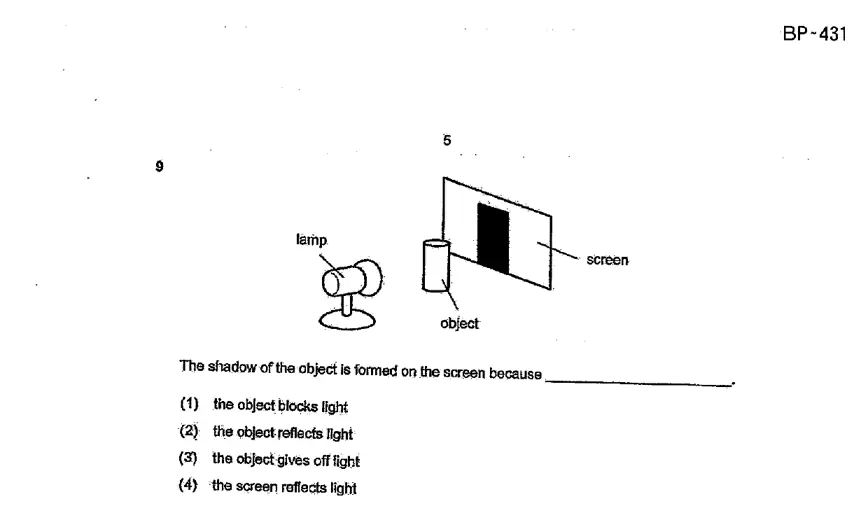 BP-431
5
9
lamp
screen
object
The shadow of the object is formed on the screen because ____________________.
(1) the object blocks light
(2) the object reflects light
(3) the object gives off light
(4) the screen reflects light